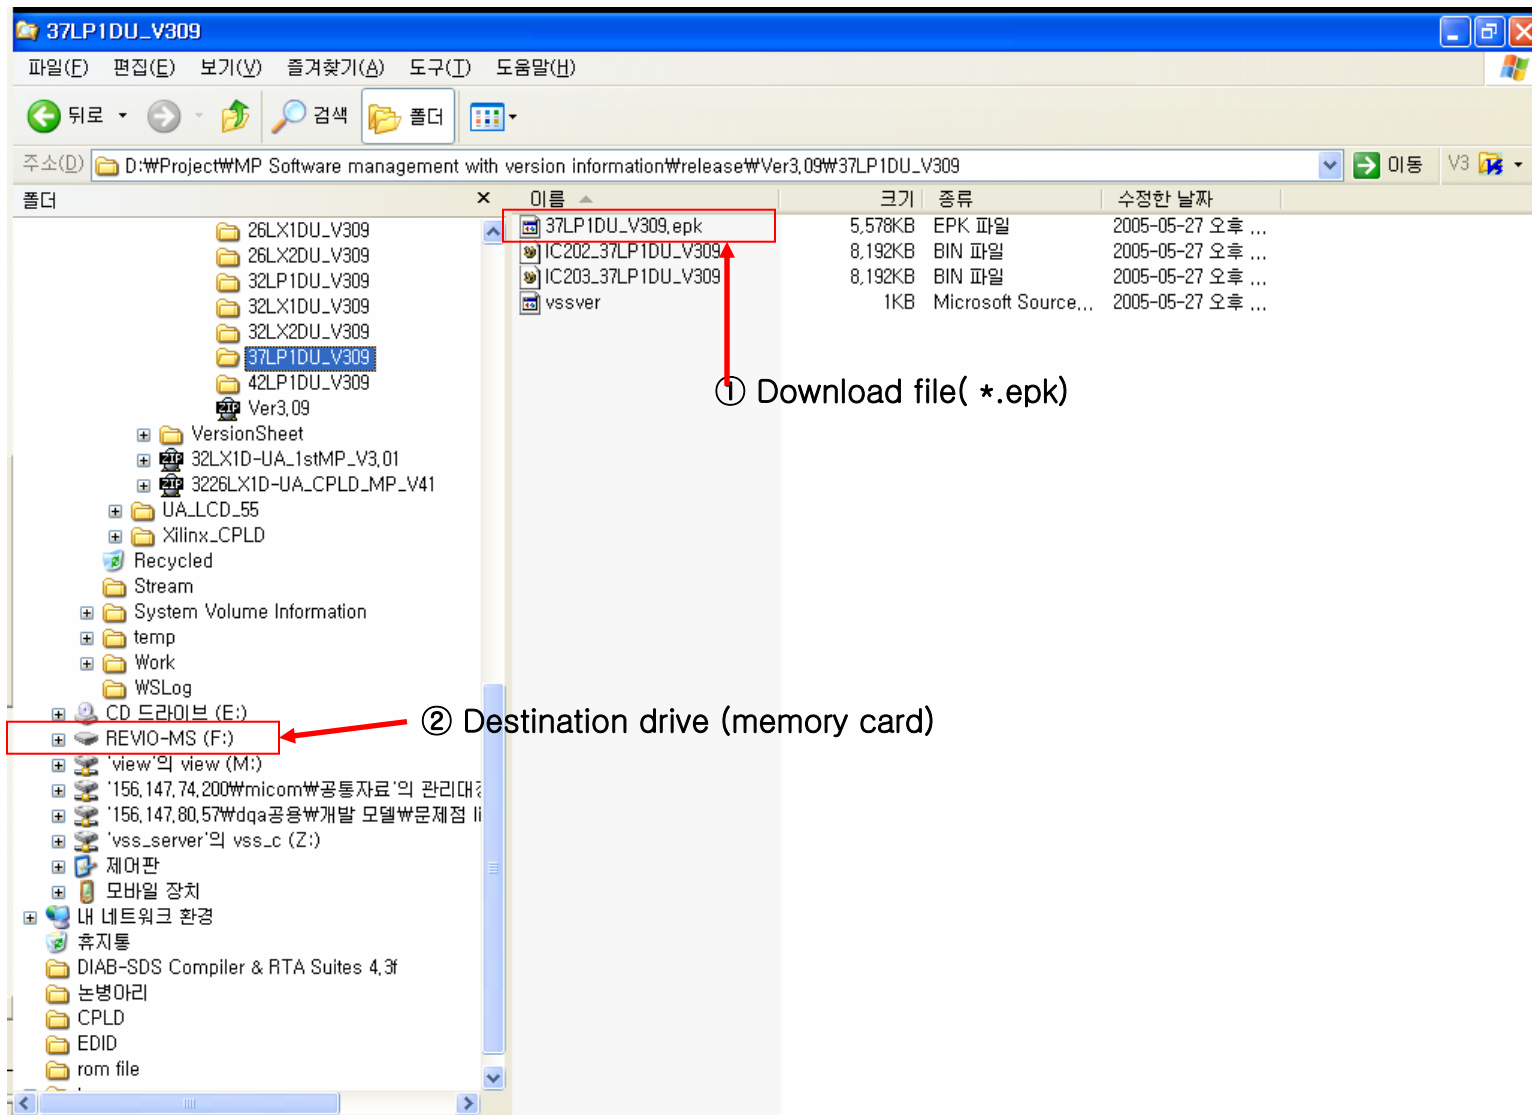 37LP1DU_V309
파일(F) 편집(E) 보기(V) 즐겨찾기(A) 도구(T) 도움말(H)
뒤로 검색 폴더
주소(D) D:₩Project₩MP Software management with version information₩release₩Ver3.09₩37LP1DU_V309 이동 V3
폴더
26LX1DU_V309
26LX2DU_V309
32LP1DU_V309
32LX1DU_V309
32LX2DU_V309
37LP1DU_V309
42LP1DU_V309
Ver3.09
VersionSheet
32LX1D-UA_1stMP_V3.01
3226LX1D-UA_CPLD_MP_V41
UA_LCD_55
Xilinx_CPLD
Recycled
Stream
System Volume Information
temp
Work
WSLog
CD 드라이브 (E:)
REVIO-MS (F:)
'view'의 view (M:)
'156.147.74.200₩micom₩공통자료'의 관리대
'156.147.80.57₩dqa공용₩개발 모델₩문제점 li
'vss_server'의 vss_c (Z:)
제어판
모바일 장치
내 네트워크 환경
휴지통
DIAB-SDS Compiler & RTA Suites 4.3f
논병아리
CPLD
EDID
rom file
이름 크기 종류 수정한 날짜
37LP1DU_V309.epk 5,578KB EPK 파일 2005-05-27 오후 ...
IC202_37LP1DU_V309 8,192KB BIN 파일 2005-05-27 오후 ...
IC203_37LP1DU_V309 8,192KB BIN 파일 2005-05-27 오후 ...
vssver 1KB Microsoft Source... 2005-05-27 오후 ...
① Download file( *.epk)
② Destination drive (memory card)